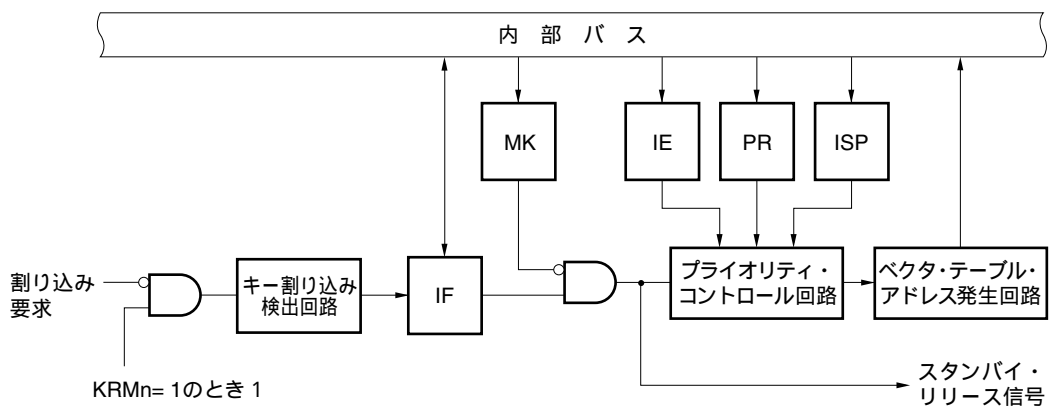 内 部 バ ス
MK
IE
PR
ISP
割り込み
要求
キー割り込み
検出回路
IF
プライオリティ・
コントロール回路
ベクタ・テーブル・
アドレス発生回路
KRMn= 1のとき 1
スタンバイ・
リリース信号